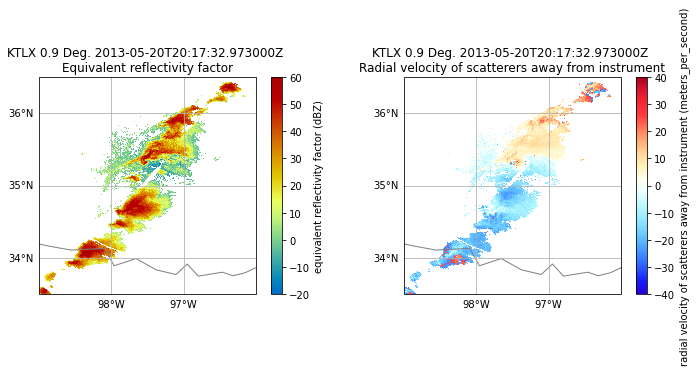 KTLX 0.9 Deg. 2013-05-20T20:17:32.973000Z
Equivalent reflectivity factor
36°N
35°N
34°N
98°W
97°W
60
50
40
30
20
10
0
−10
−20
equivalent reflectivity factor (dBZ)
KTLX 0.9 Deg. 2013-05-20T20:17:32.973000Z
Radial velocity of scatterers away from instrument
36°N
35°N
34°N
98°W
97°W
40
30
20
10
0
−10
−20
−30
−40
radial velocity of scatterers away from instrument (meters_per_second)